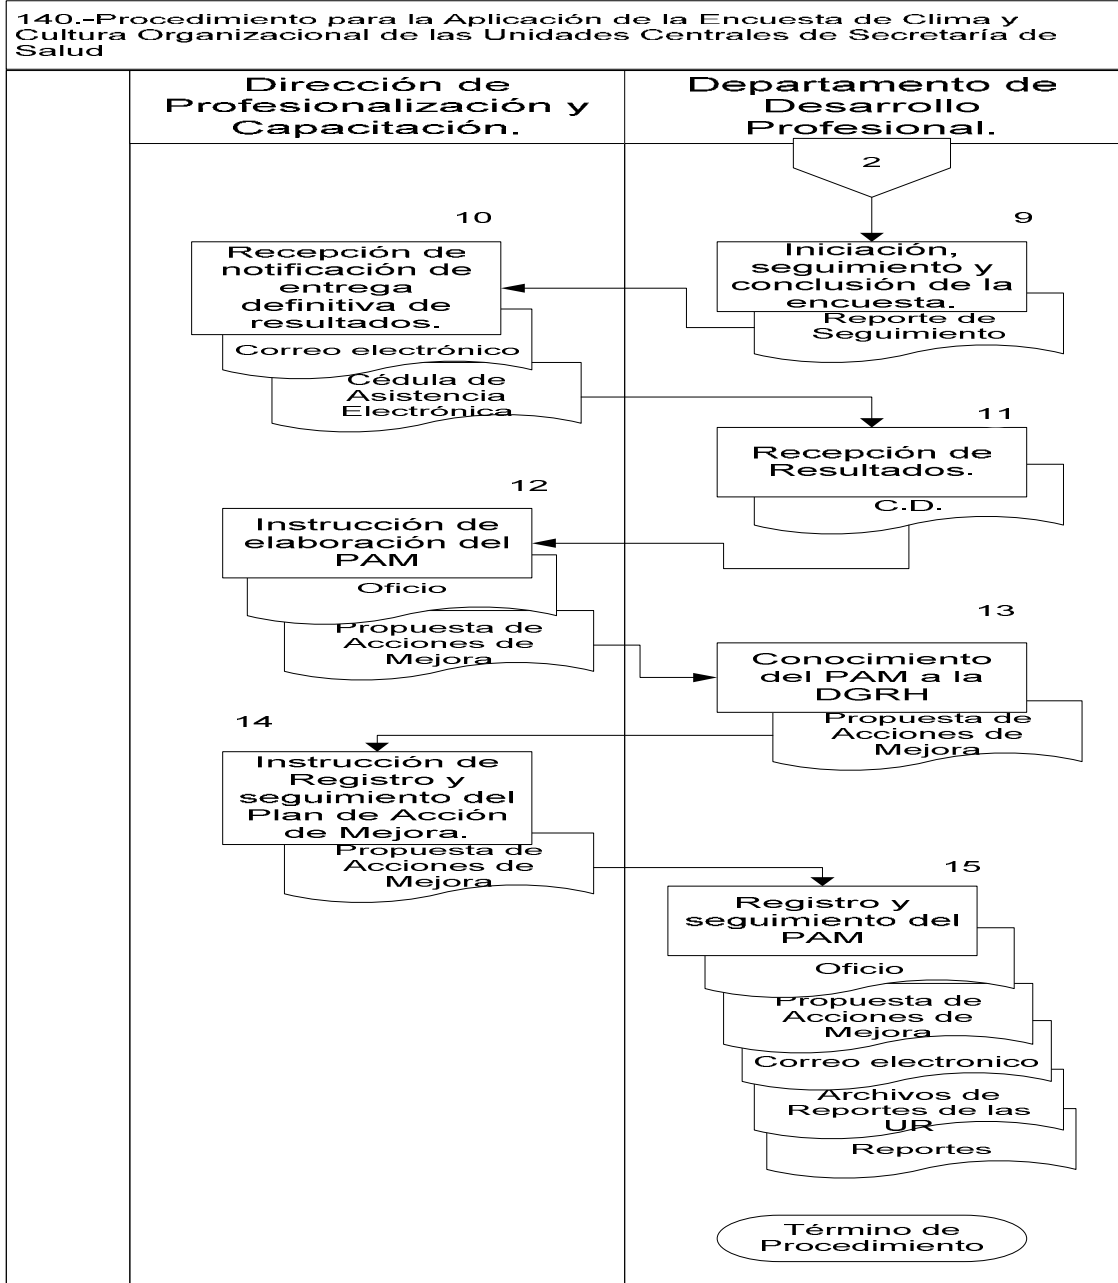 140.-Procedimiento para la Aplicación de la Encuesta de Clima y
Cultura Organizacional de las Unidades Centrales de Secretaría de
Salud
Dirección de
Profesionalización y
Capacitación.
Departamento de
Desarrollo
Profesional.
2
9
Iniciación,
seguimiento y
conclusión de la
encuesta.
Reporte de
Seguimiento
10
Recepción de
notificación de
entrega
definitiva de
resultados.
Correo electrónico
Cédula de
Asistencia
Electrónica
11
Recepción de
Resultados.
C.D.
12
Instrucción de
elaboración del
PAM
Oficio
Propuesta de
Acciones de
Mejora
13
Conocimiento
del PAM a la
DGRH
Propuesta de
Acciones de
Mejora
14
Instrucción de
Registro y
seguimiento del
Plan de Acción
de Mejora.
Propuesta de
Acciones de
Mejora
15
Registro y
seguimiento del
PAM
Oficio
Propuesta de
Acciones de
Mejora
Correo electronico
Archivos de
Reportes de las
UR
Reportes
Término de
Procedimiento